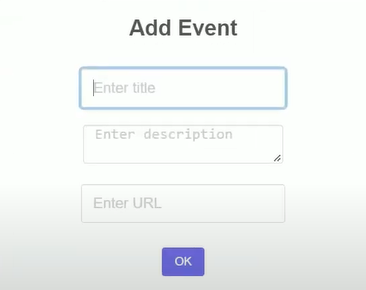 Add Event
Enter title
Enter description
Enter URL
OK